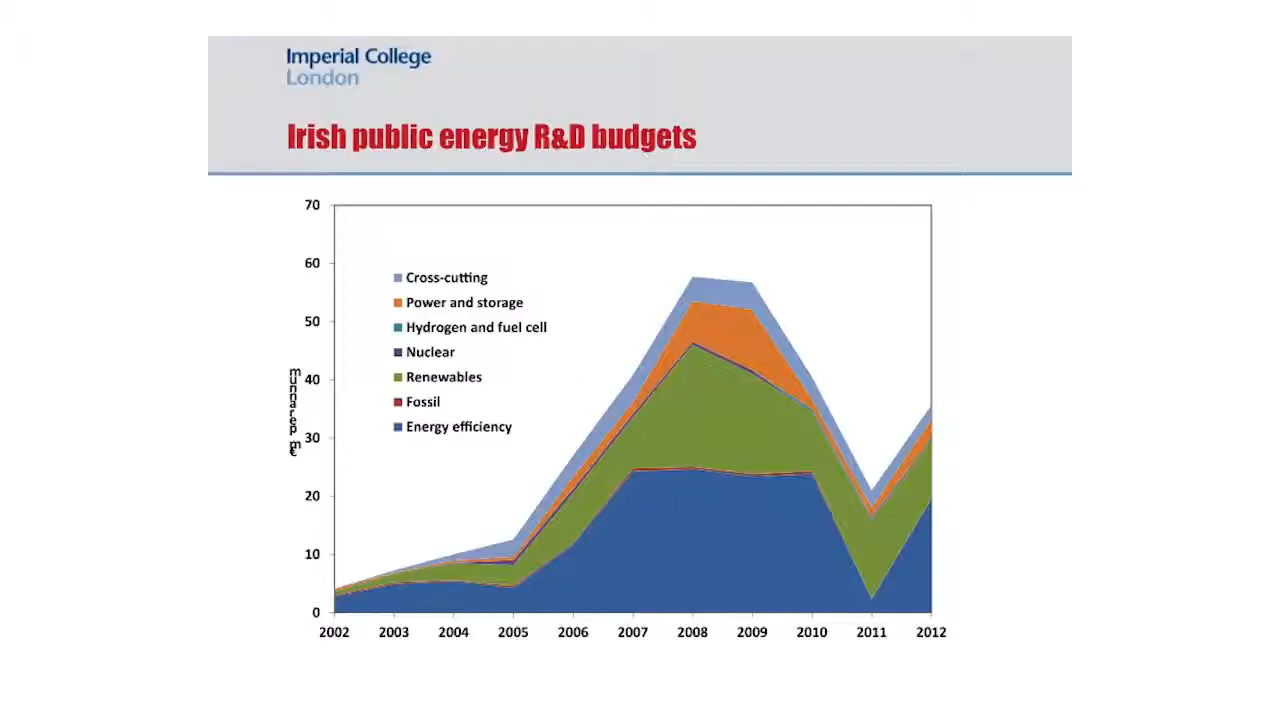 Imperial College
London
Irish public energy R&D budgets
70
60
50
40
30
20
10
0
Cross-cutting
Power and storage
Hydrogen and fuel cell
Nuclear
Renewables
Fossil
Energy efficiency
2002 2003 2004 2005 2006 2007 2008 2009 2010 2011 2012